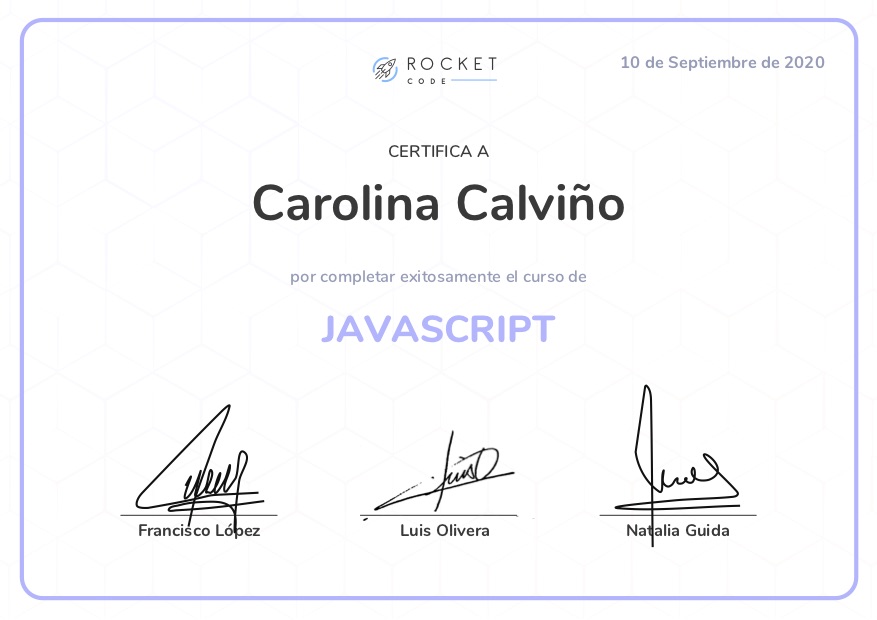 ROCKET
CODE
10 de Septiembre de 2020
CERTIFICA A
Carolina Calviño
por completar exitosamente el curso de
JAVASCRIPT
Francisco López
Luis Olivera
Natalia Guida